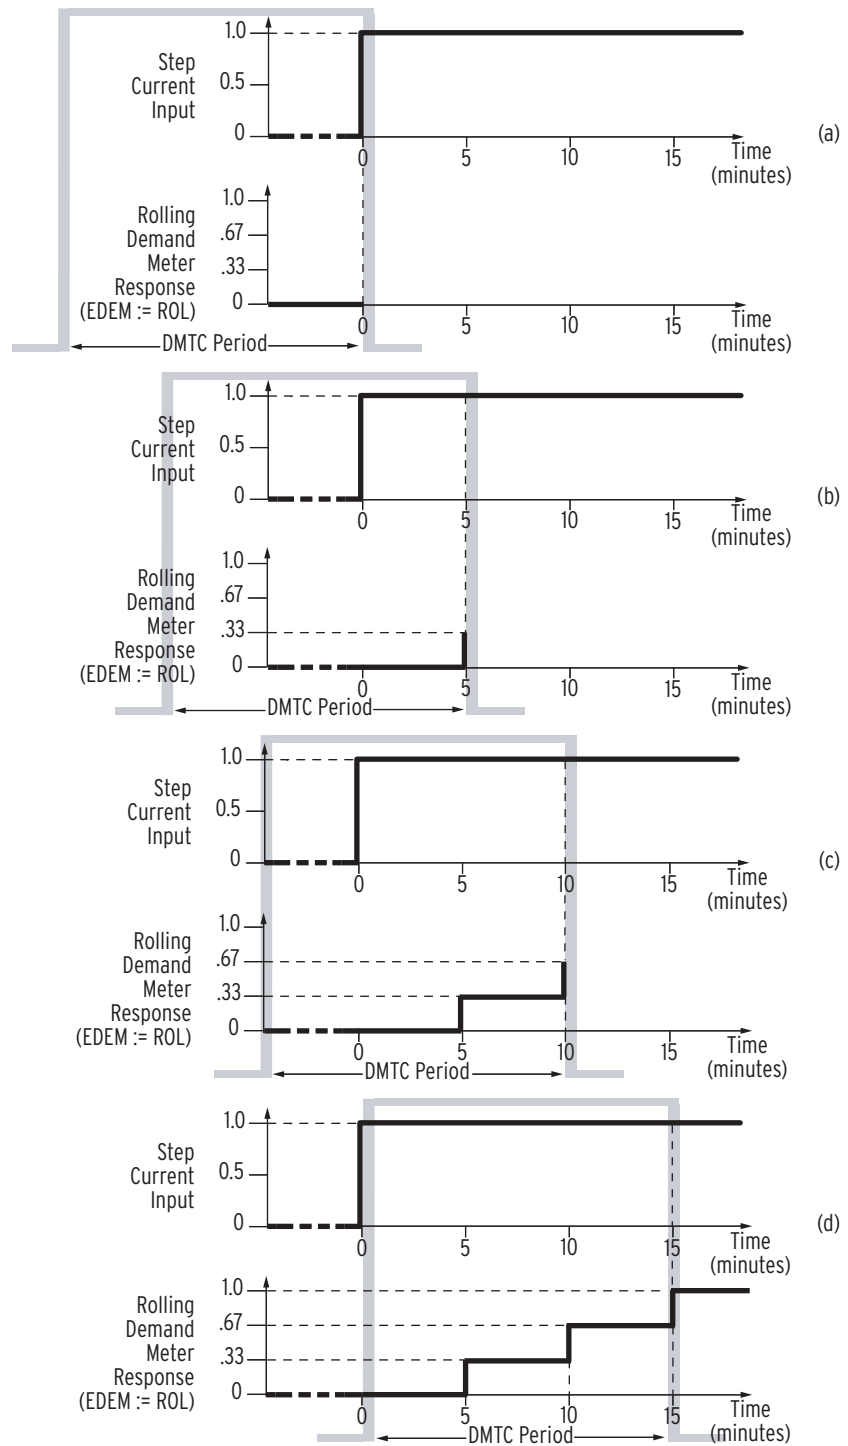 1.0
Step
Current
Input
0.5
0
0
5
10
15
Time
(minutes)
(a)
1.0
Rolling
Demand
Meter
Response
(EDEM := ROL)
.67
.33
0
0
5
10
15
Time
(minutes)
DMTC Period
1.0
Step
Current
Input
0.5
0
0
5
10
15
Time
(minutes)
(b)
1.0
Rolling
Demand
Meter
Response
(EDEM := ROL)
.67
.33
0
0
5
10
15
Time
(minutes)
DMTC Period
1.0
Step
Current
Input
0.5
0
0
5
10
15
Time
(minutes)
(c)
1.0
Rolling
Demand
Meter
Response
(EDEM := ROL)
.67
.33
0
0
5
10
15
Time
(minutes)
DMTC Period
1.0
Step
Current
Input
0.5
0
0
5
10
15
Time
(minutes)
(d)
1.0
Rolling
Demand
Meter
Response
(EDEM := ROL)
.67
.33
0
0
5
10
15
Time
(minutes)
DMTC Period